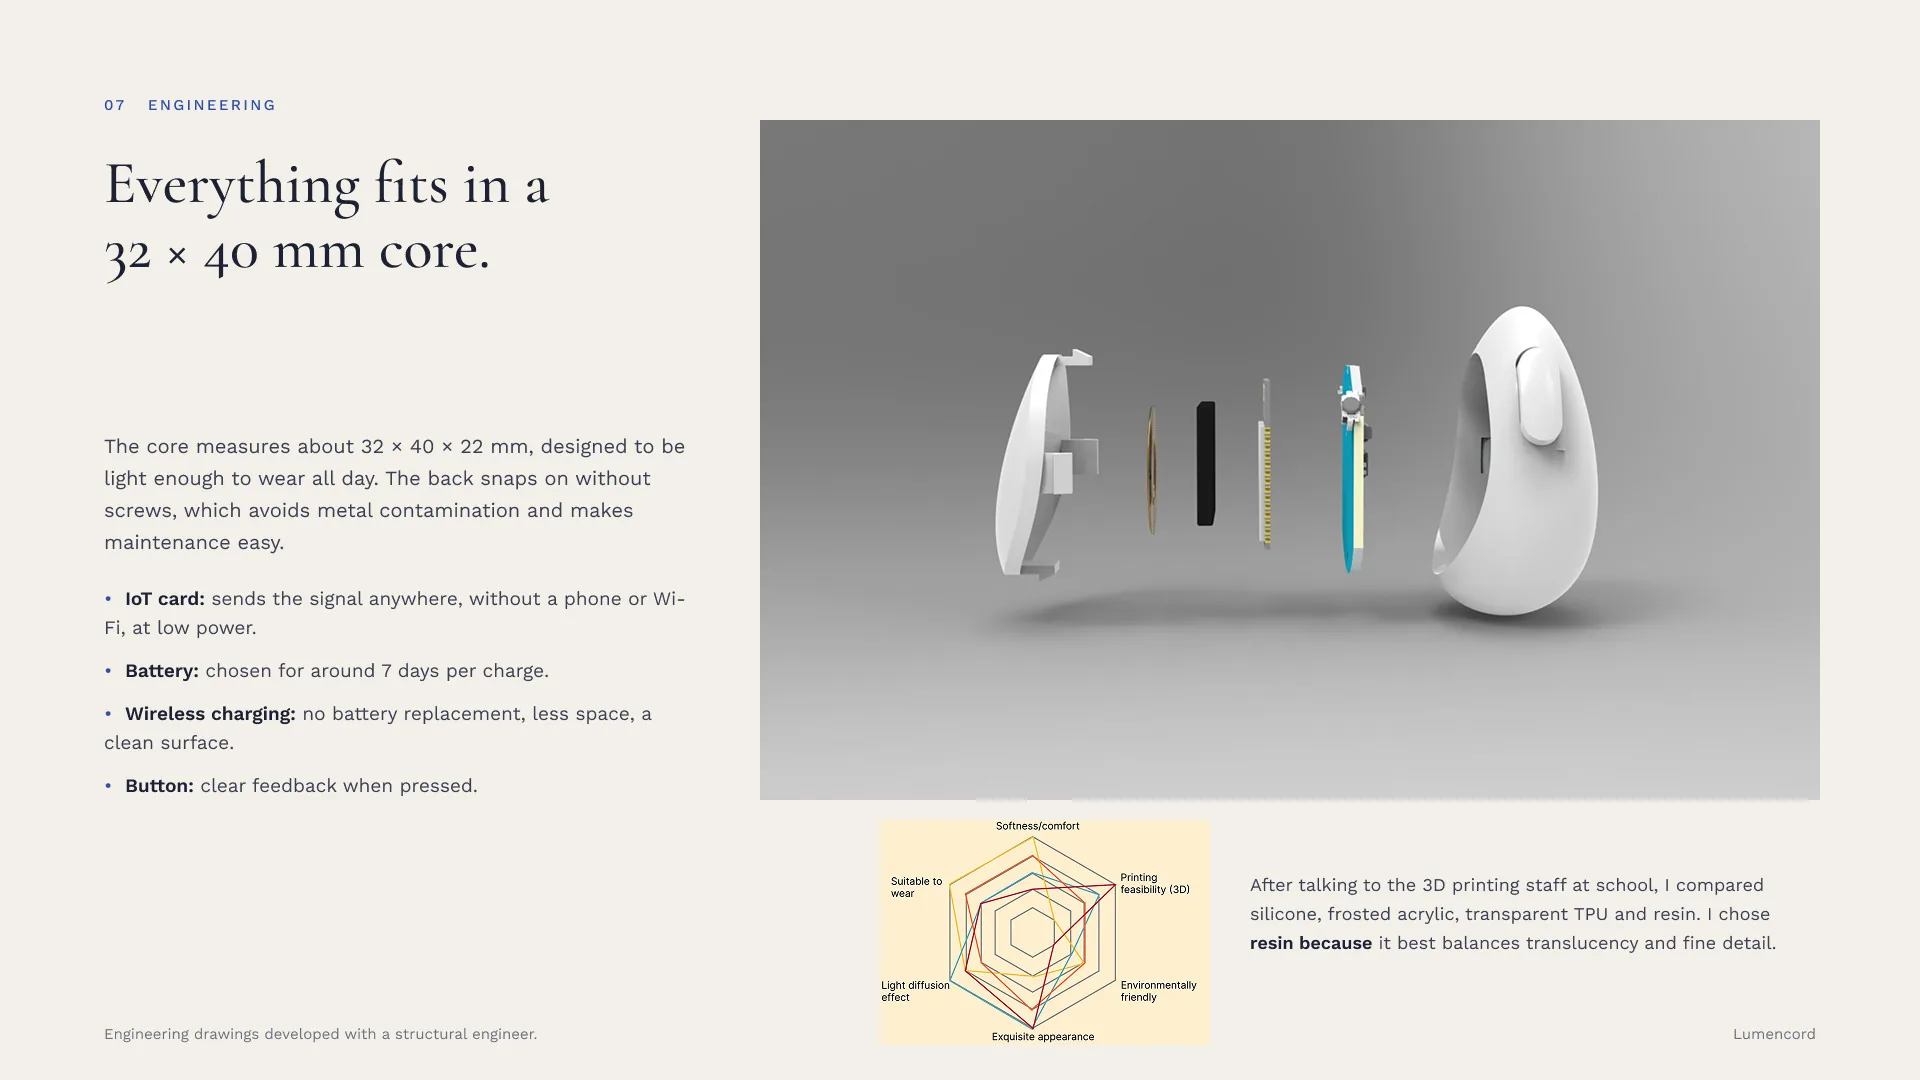 07 ENGINEERING
Everything fits in a
32 × 40 mm core.
The core measures about 32 × 40 × 22 mm, designed to be
light enough to wear all day. The back snaps on without
screws, which avoids metal contamination and makes
maintenance easy.
• IoT card: sends the signal anywhere, without a phone or Wi-
Fi, at low power.
• Battery: chosen for around 7 days per charge.
• Wireless charging: no battery replacement, less space, a
clean surface.
• Button: clear feedback when pressed.
Softness/comfort
Suitable to
wear
Printing
feasibility (3D)
Light diffusion
effect
Environmentally
friendly
Exquisite appearance
After talking to the 3D printing staff at school, I compared
silicone, frosted acrylic, transparent TPU and resin. I chose
resin because it best balances translucency and fine detail.
Engineering drawings developed with a structural engineer.
Lumencord